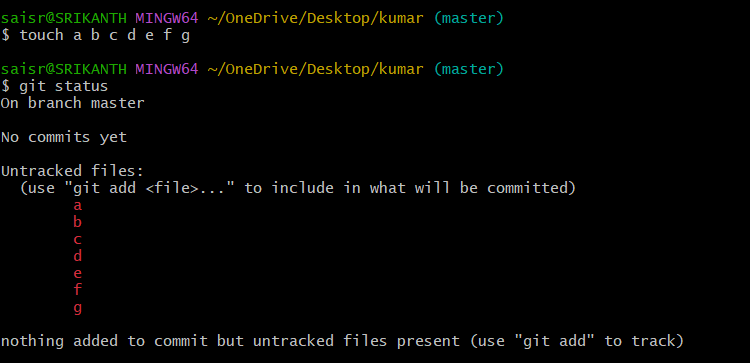 saisr@SRIKANTH MINGW64 ~/OneDrive/Desktop/kumar (master)
$ touch a b c d e f g
saisr@SRIKANTH MINGW64 ~/OneDrive/Desktop/kumar (master)
$ git status
On branch master
No commits yet
Untracked files:
(use "git add <file>..." to include in what will be committed)
a
b
c
d
e
f
g
nothing added to commit but untracked files present (use "git add" to track)